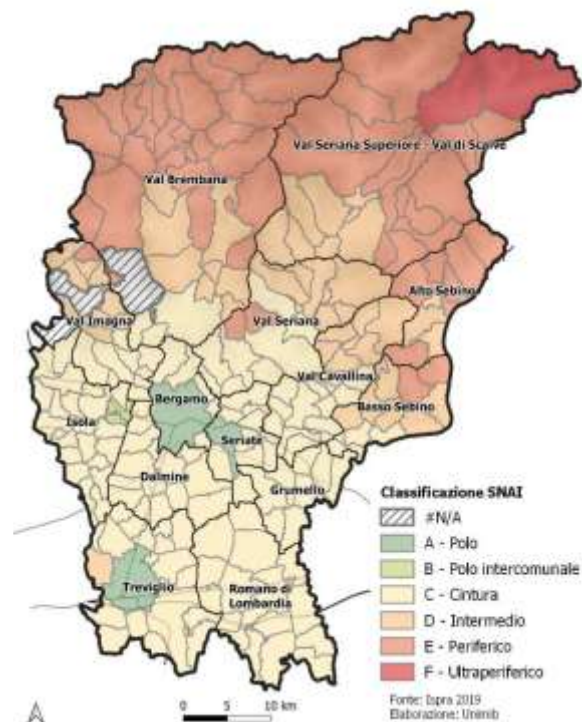 Val Seriana Superiore - Val di Scalve
Val Brembana
Alto Sebino
Val Imagna
Val Seriana
Val Cavallina
Bergamo
Basso Sebino
Isola
Seriate
Dalmine
Grumello
Treviglio
Romano di
Lombardia
Classificazione SNAI
#N/A
A - Polo
B - Polo intercomunale
C - Cintura
D - Intermedio
E - Periferico
F - Ultraperiferico
Fonte: Ispra 2019
Elaborazione: Unimib
0 5 10 km